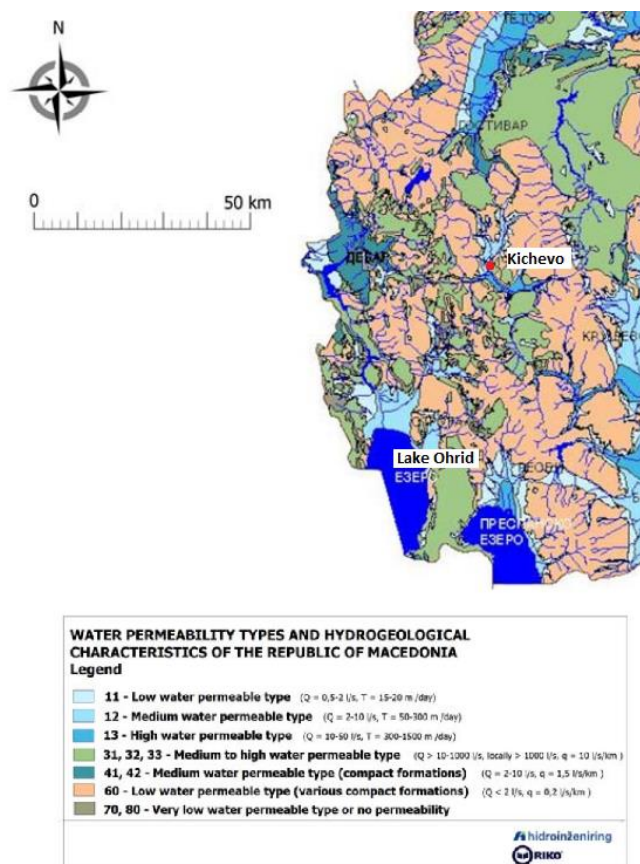 N
ТЕТОВО
ГОСТИВАР
0 50 km
Kichevo
ДЕБАР
Lake Ohrid
ЕЗЕРО
ЕЗЕРО
WATER PERMEABILITY TYPES AND HYDROGEOLOGICAL
CHARACTERISTICS OF THE REPUBLIC OF MACEDONIA
Legend
11 - Low water permeable type (Q = 0,5-2 l/s, T = 15-20 m /day)
12 - Medium water permeable type (Q = 2-10 l/s, T = 50-300 m/day)
13 - High water permeable type (Q = 10-50 l/s, T = 300-1500 m/day)
31, 32, 33 - Medium to high water permeable type (Q > 10-1000 l/s, locally > 1000 l/s, q = 10 l/s/km )
41, 42 - Medium water permeable type (compact formations) (Q = 2-10 l/s, q = 1,5 l/s/km )
60 - Low water permeable type (various compact formations) (Q < 2 l/s, q = 0,2 l/s/km )
70, 80 - Very low water permeable type or no permeability
hidroinženiring
RIKO